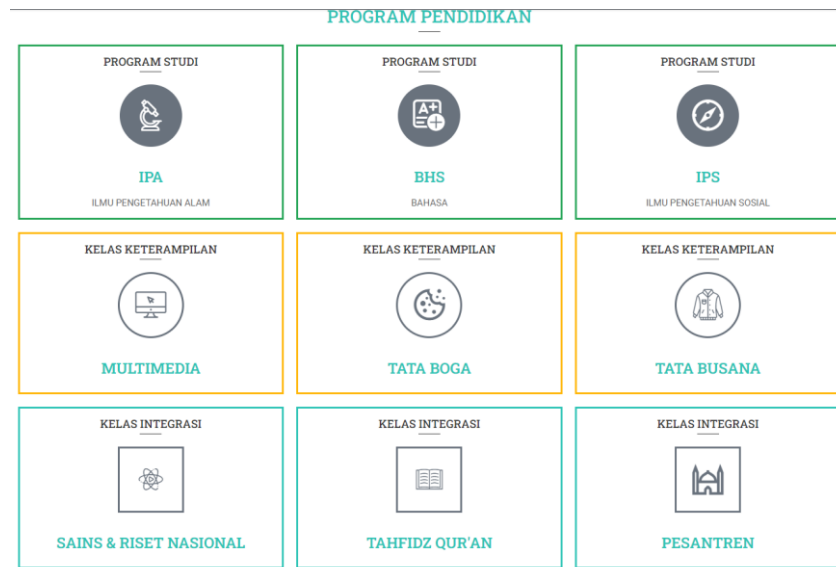 PROGRAM PENDIDIKAN
PROGRAM STUDI
IPA
ILMU PENGETAHUAN ALAM
PROGRAM STUDI
A+
BHS
BAHASA
PROGRAM STUDI
IPS
ILMU PENGETAHUAN SOSIAL
KELAS KETERAMPILAN
MULTIMEDIA
KELAS KETERAMPILAN
TATA BOGA
KELAS KETERAMPILAN
TATA BUSANA
KELAS INTEGRASI
SAINS & RISET NASIONAL
KELAS INTEGRASI
TAHFIDZ QUR'AN
KELAS INTEGRASI
PESANTREN